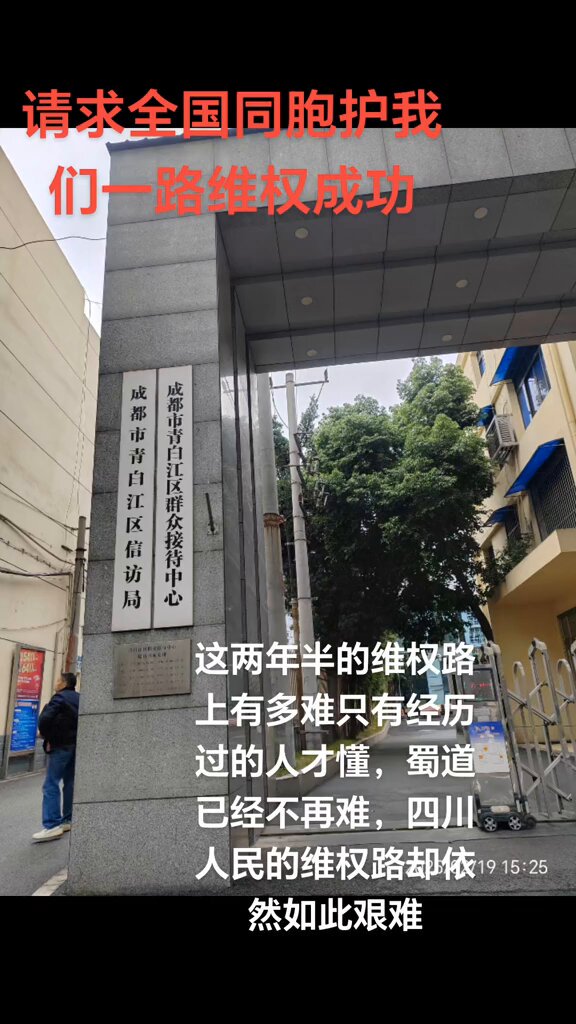 请求全国同胞护我
们一路维权成功
成都市青白江区群众接待中心
成都市青白江区信访局
这两年半的维权路
上有多难只有经历
过的人才懂，蜀道
已经不再难，四川
人民的维权路却依
然如此艰难
19 15:25